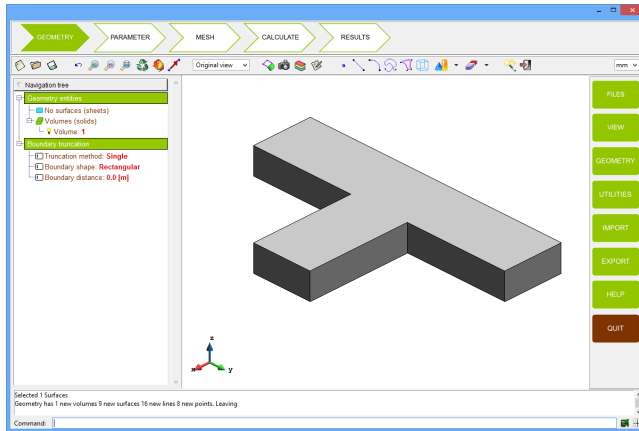 GEOMETRY PARAMETER MESH CALCULATE RESULTS
Original view
mm
Navigation tree
Geometry entities
No surfaces (sheets)
Volumes (solids)
Volume: 1
Boundary truncation
Truncation method: Single
Boundary shape: Rectangular
Boundary distance: 0.0 [m]
FILES
VIEW
GEOMETRY
UTILITIES
IMPORT
EXPORT
HELP
QUIT
z
x
y
Selected 1 Surfaces
Geometry has 1 new volumes 9 new surfaces 16 new lines 8 new points. Leaving
Command: